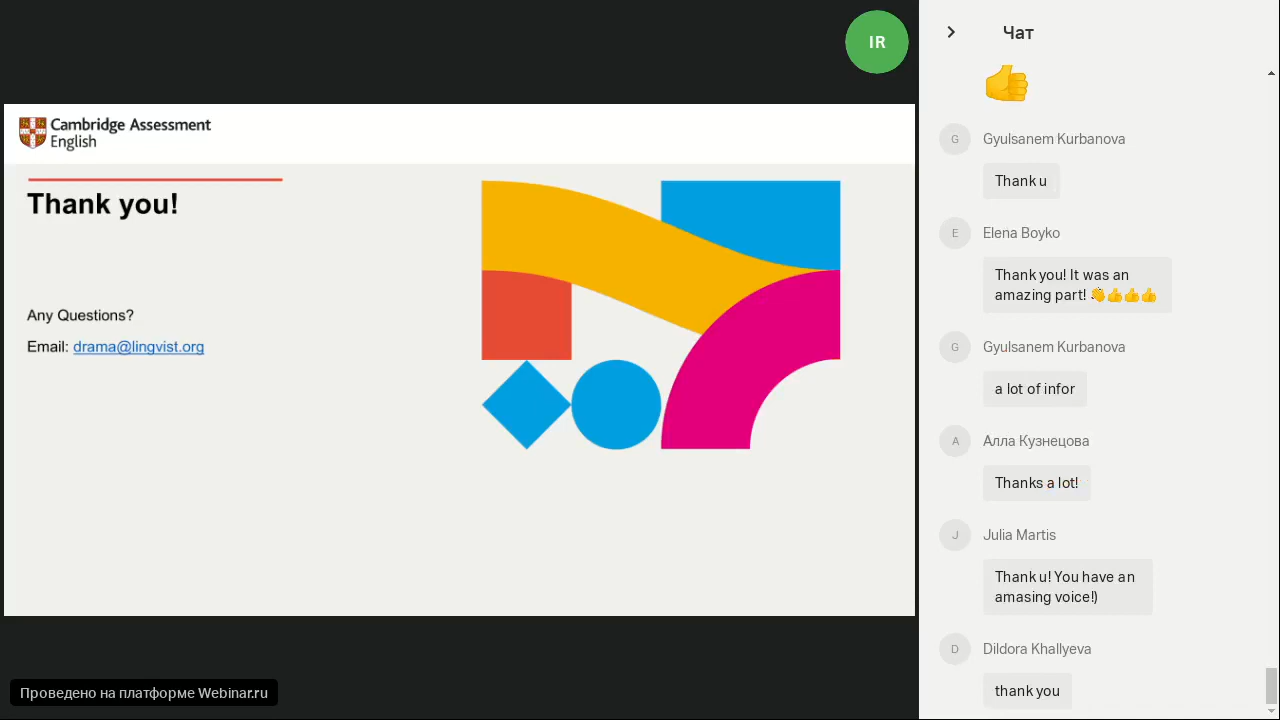 IR
Cambridge Assessment
English
Thank you!
Any Questions?
Email: drama@lingvist.org
Проведено на платформе Webinar.ru
Чат
G
Gyulsanem Kurbanova
Thank u
E
Elena Boyko
Thank you! It was an
amazing part! 👏👍👍👍
G
Gyulsanem Kurbanova
a lot of infor
A
Алла Кузнецова
Thanks a lot!
J
Julia Martis
Thank u! You have an
amasing voice!)
D
Dildora Khallyeva
thank you